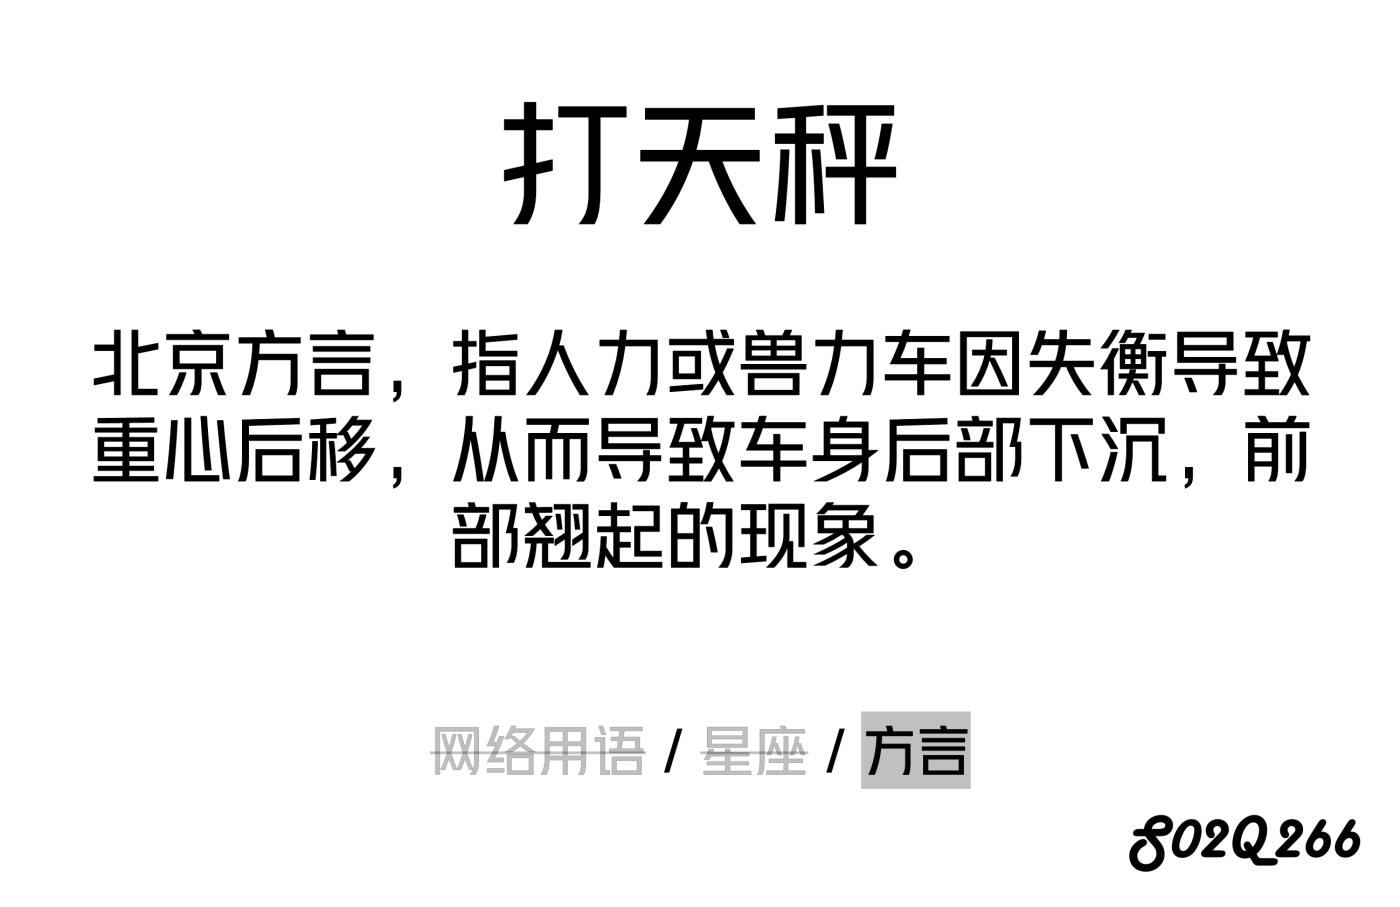 打天秤
北京方言，指人力或兽力车因失衡导致
重心后移，从而导致车身后部下沉，前
部翘起的现象。
网络用语 / 星座 / 方言
S02Q266